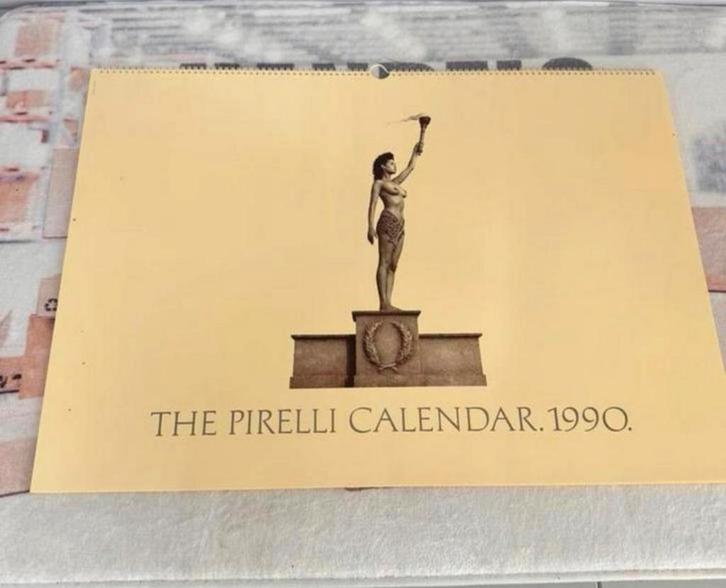 THE PIRELLI CALENDAR. 1990.